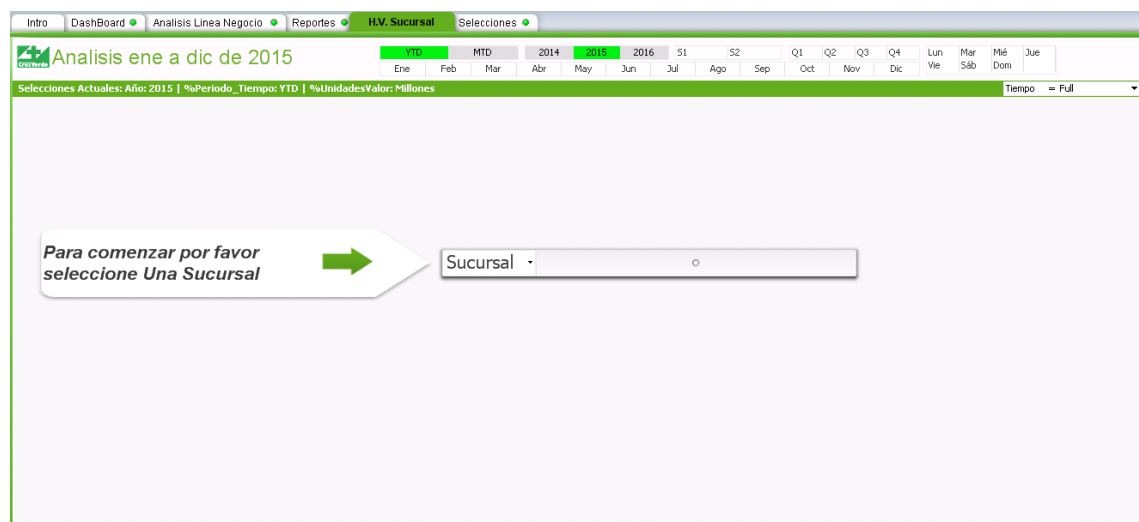 Intro DashBoard Analisis Linea Negocio Reportes H.V. Sucursal Selecciones
CruzVerde Analisis ene a dic de 2015
YTD MTD 2014 2015 2016 S1 S2 Q1 Q2 Q3 Q4 Lun Mar Mié Jue
Ene Feb Mar Abr May Jun Jul Ago Sep Oct Nov Dic Vie Sáb Dom
Selecciones Actuales: Año: 2015 | %Periodo_Tiempo: YTD | %UnidadesValor: Millones Tiempo = Full
Para comenzar por favor
seleccione Una Sucursal
Sucursal